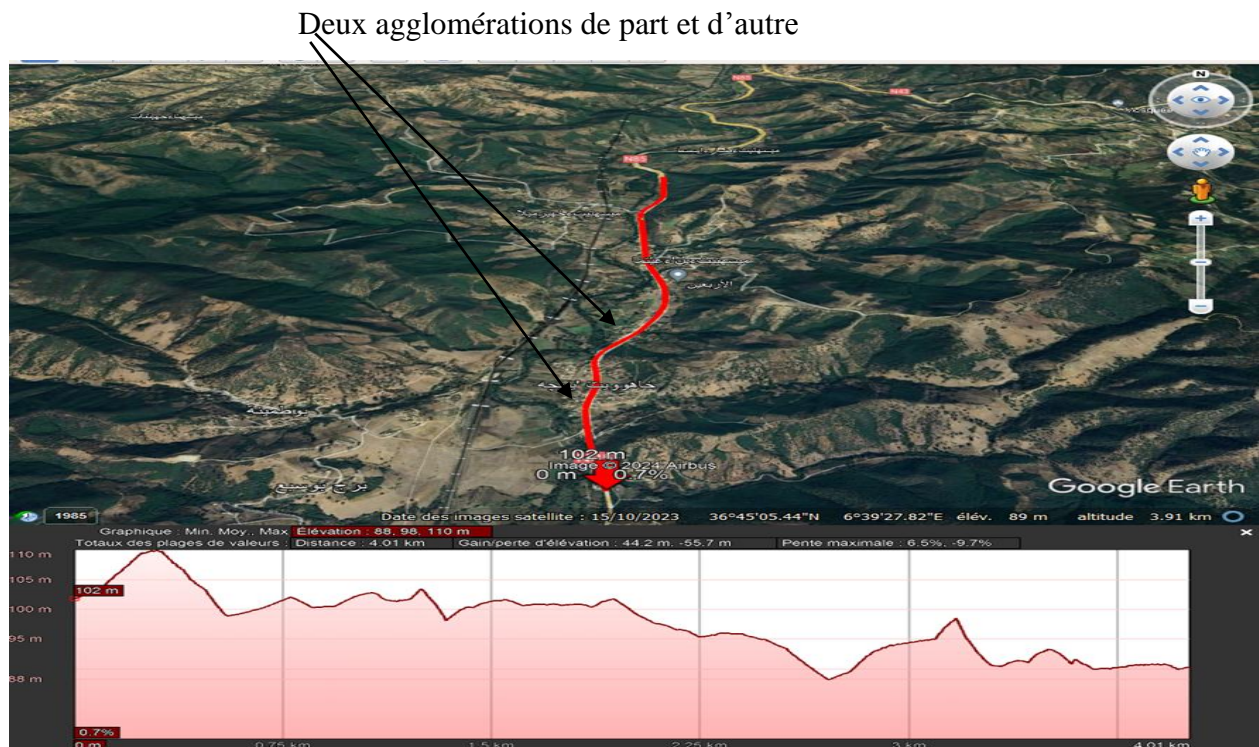 Deux agglomérations de part et d’autre
N
N43
N85
الأربعين
بوالطمينه
برج بوسبع
102 m
Image © 2024 Airbus
0 m 0.7%
Google Earth
1985
Date des images satellite : 15/10/2023 36°45'05.44"N 6°39'27.82"E élév. 89 m altitude 3.91 km
Graphique : Min. Moy., Max Élévation : 88, 98, 110 m
Totaux des plages de valeurs : Distance : 4.01 km Gain/perte d'élévation : 44.2 m, -55.7 m Pente maximale : 6.5%, -9.7%
110 m
105 m
102 m
100 m
95 m
88 m
0.7%
0 m 0.75 km 1.5 km 2.25 km 3 km 4.01 km